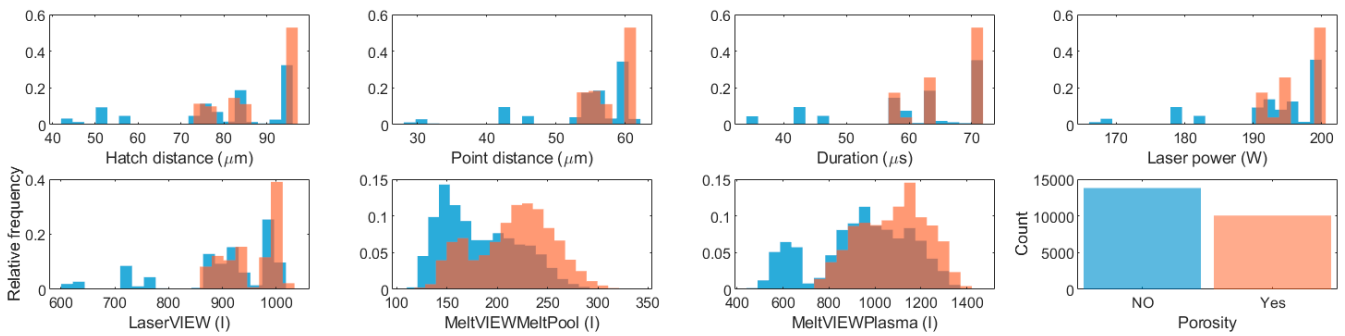 0.6
0.4
0.2
0
40 50 60 70 80 90
Hatch distance (μm)
0.6
0.4
0.2
0
30 40 50 60
Point distance (μm)
0.6
0.4
0.2
0
40 50 60 70
Duration (μs)
0.6
0.4
0.2
0
170 180 190 200
Laser power (W)
Relative frequency
0.4
0.2
0
600 700 800 900 1000
LaserVIEW (I)
0.15
0.1
0.05
0
100 150 200 250 300 350
MeltVIEWMeltPool (I)
0.15
0.1
0.05
0
400 600 800 1000 1200 1400
MeltVIEWPlasma (I)
Count
15000
10000
5000
0
NO Yes
Porosity